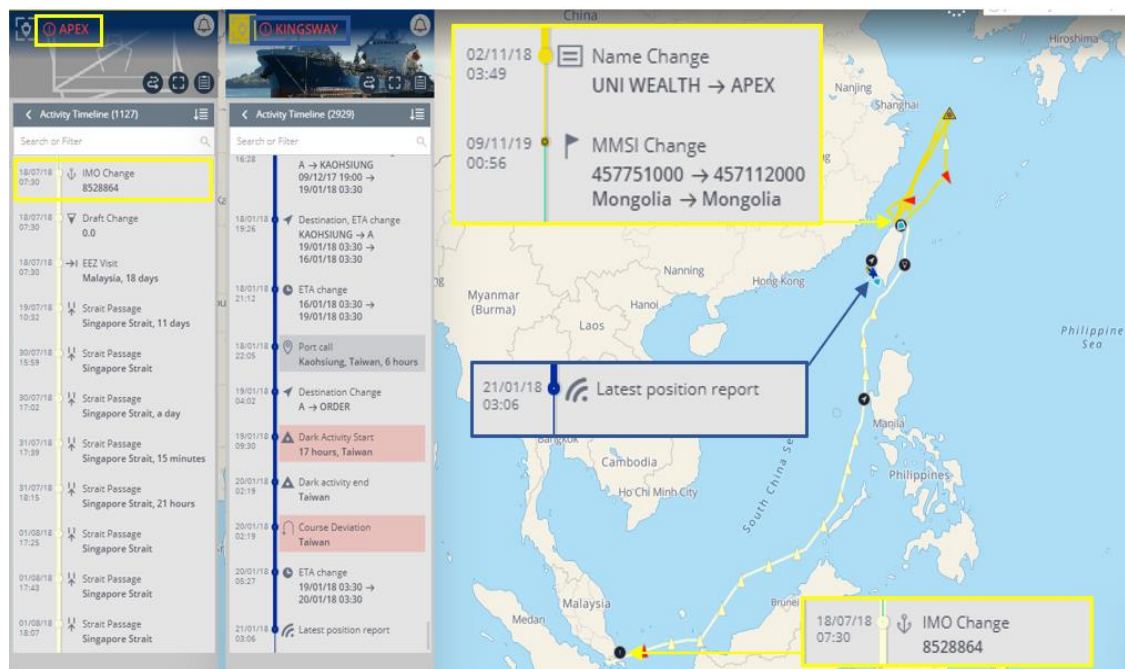 APEX
Activity Timeline (1127)
Search or Filter
18/07/18
07:30
IMO Change
8528864
18/07/18
07:30
Draft Change
0.0
18/07/18
07:30
EEZ Visit
Malaysia, 18 days
19/07/18
10:32
Strait Passage
Singapore Strait, 11 days
30/07/18
15:59
Strait Passage
Singapore Strait
30/07/18
17:02
Strait Passage
Singapore Strait, a day
31/07/18
17:39
Strait Passage
Singapore Strait, 15 minutes
31/07/18
18:15
Strait Passage
Singapore Strait, 21 hours
01/08/18
17:25
Strait Passage
Singapore Strait
01/08/18
17:43
Strait Passage
Singapore Strait
01/08/18
18:07
Strait Passage
Singapore Strait
KINGSWAY
Activity Timeline (2929)
Search or Filter
16:28
A → KAOHSIUNG
09/12/17 19:00 →
19/01/18 03:30
18/01/18
19:26
Destination, ETA change
KAOHSIUNG → A
19/01/18 03:30 →
16/01/18 03:30
18/01/18
21:12
ETA change
16/01/18 03:30 →
19/01/18 03:30
18/01/18
22:05
Port call
Kaohsiung, Taiwan, 6 hours
19/01/18
04:02
Destination Change
A → ORDER
19/01/18
09:30
Dark Activity Start
17 hours, Taiwan
20/01/18
02:19
Dark activity end
Taiwan
20/01/18
02:19
Course Deviation
Taiwan
20/01/18
05:27
ETA change
19/01/18 03:30 →
20/01/18 03:30
21/01/18
03:06
Latest position report
China
02/11/18
03:49
Name Change
UNI WEALTH → APEX
09/11/19
00:56
MMSI Change
457751000 → 457112000
Mongolia → Mongolia
Nanjing
Shanghai
Hiroshima
Nanning
Hong Kong
Myanmar
(Burma)
Hanoi
Laos
Philippine
Sea
21/01/18
03:06
Latest position report
Bangkok
Cambodia
Ho Chi Minh City
South China Sea
Manila
Philippines
Malaysia
Medan
Brunei
18/07/18
07:30
IMO Change
8528864